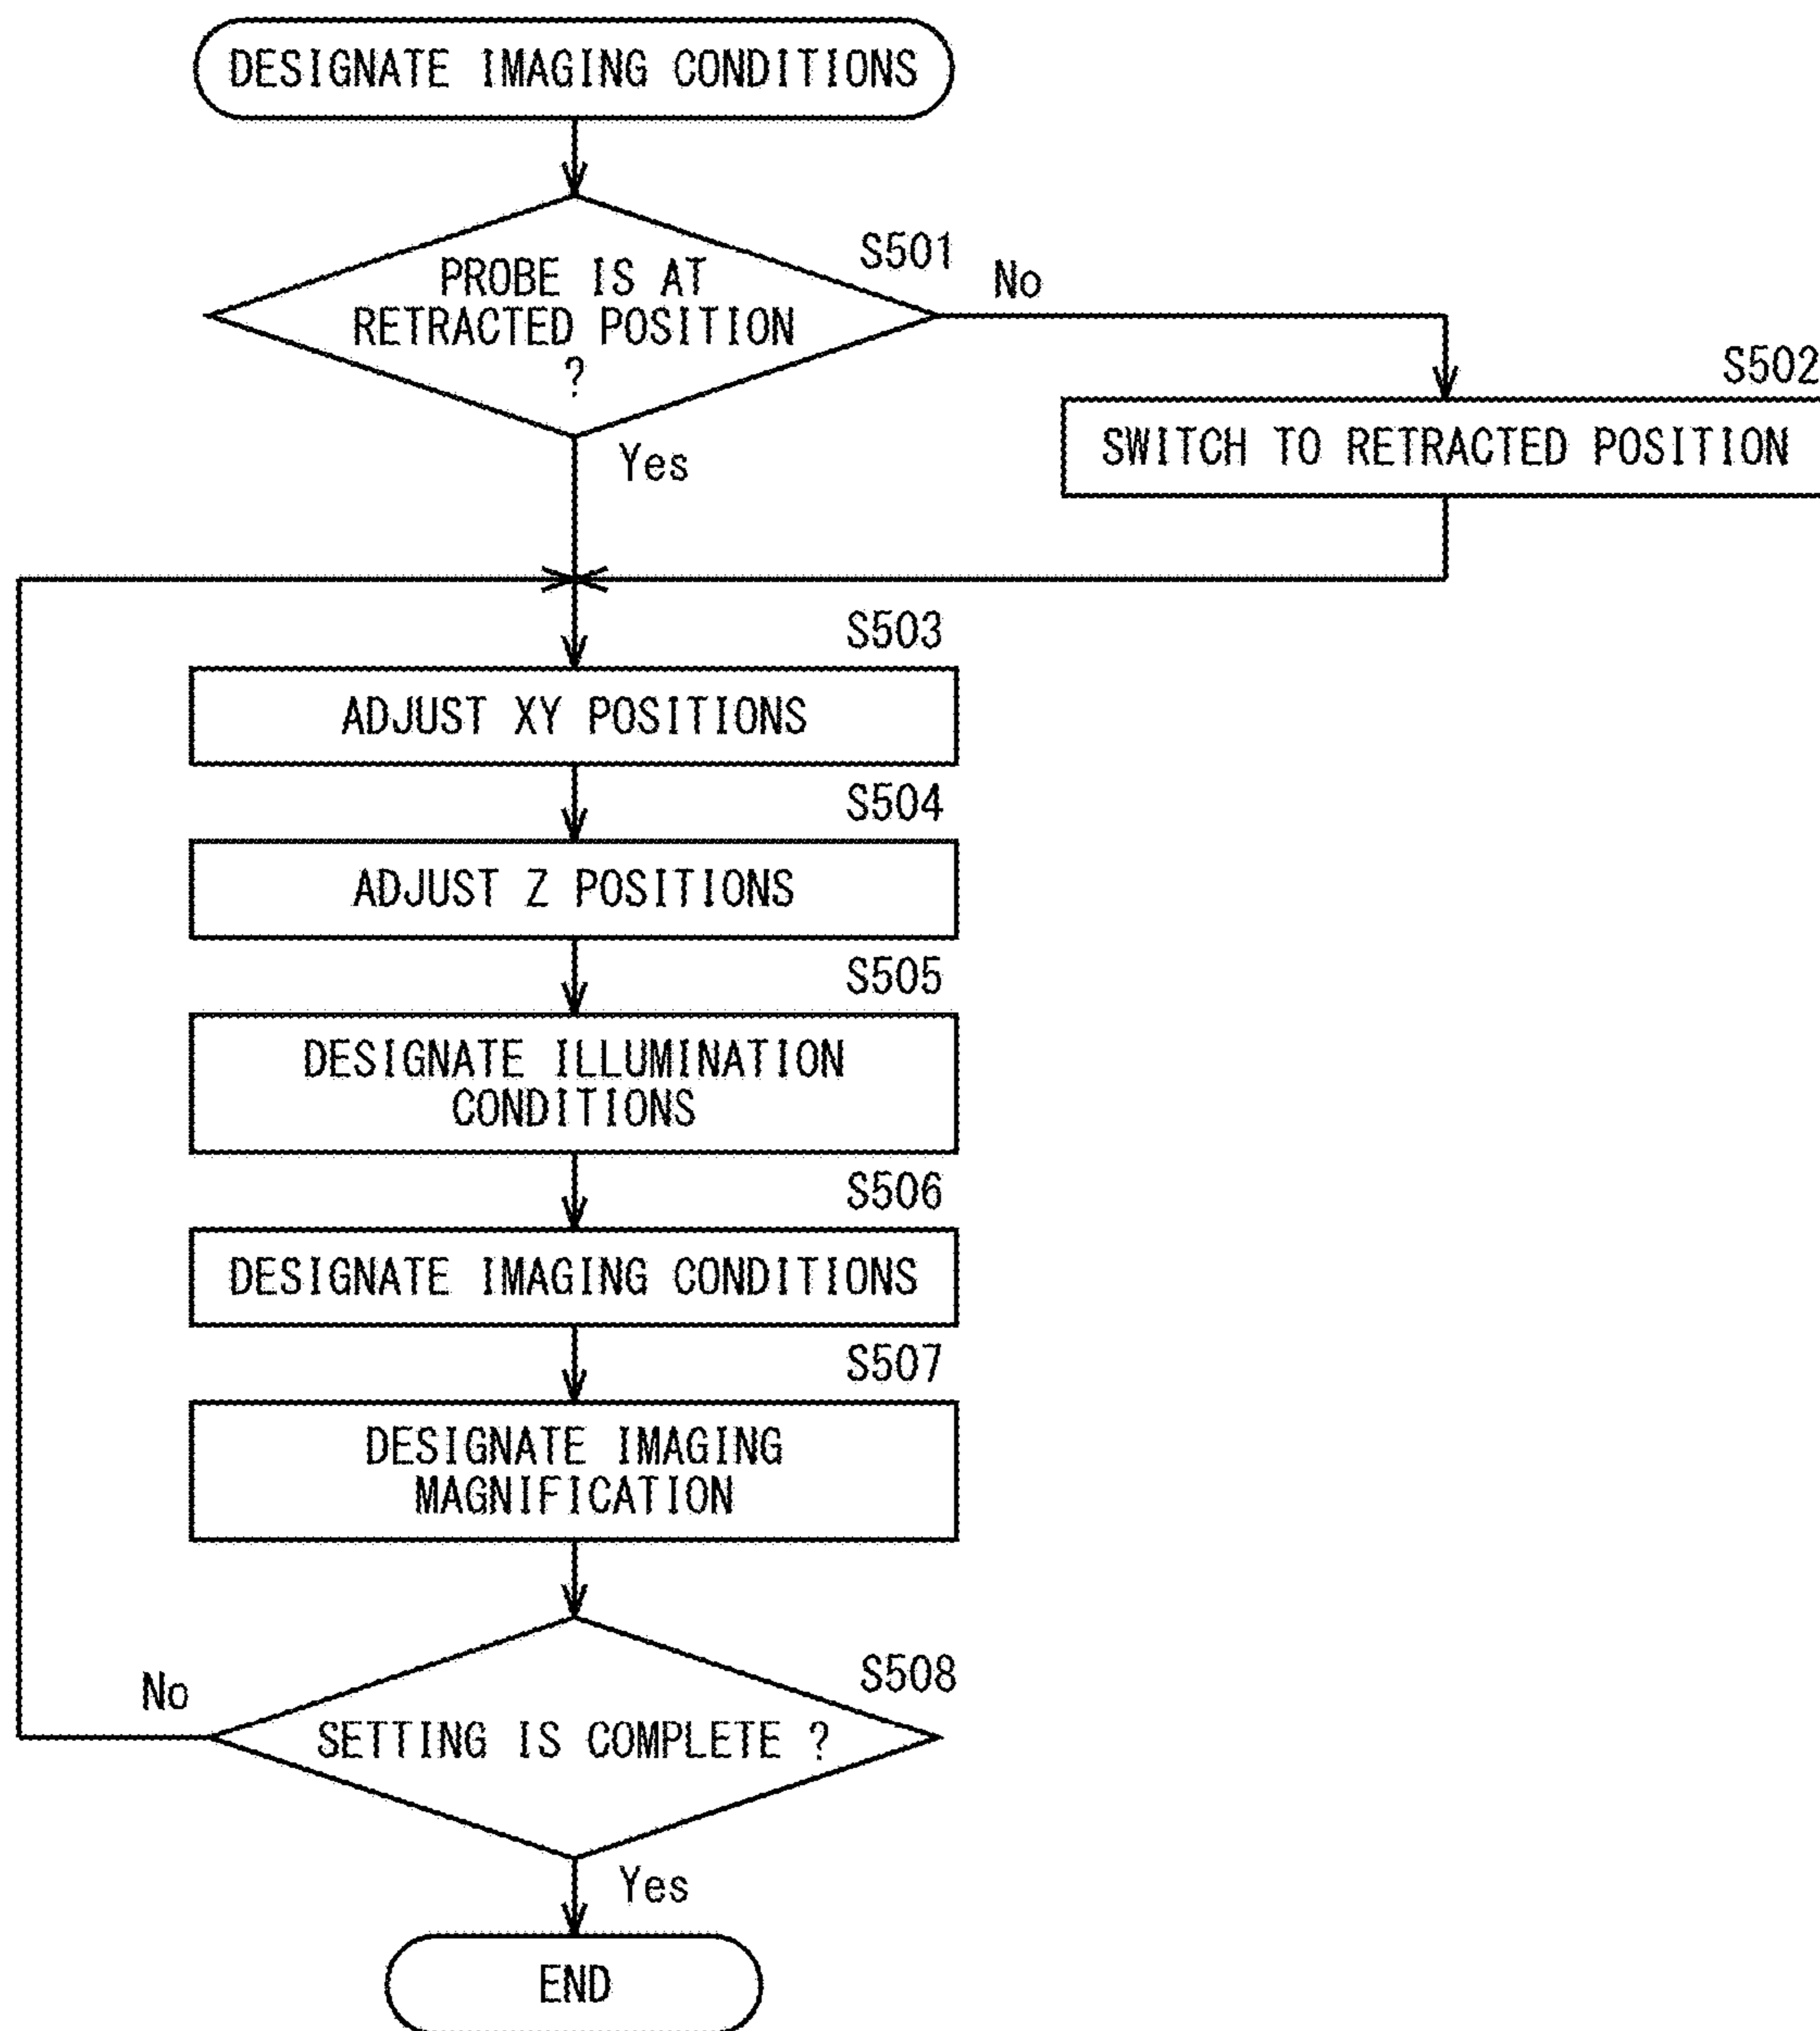 DESIGNATE IMAGING CONDITIONS
S501
PROBE IS AT
RETRACTED POSITION
?
No
Yes
S502
SWITCH TO RETRACTED POSITION
S503
ADJUST XY POSITIONS
S504
ADJUST Z POSITIONS
S505
DESIGNATE ILLUMINATION
CONDITIONS
S506
DESIGNATE IMAGING CONDITIONS
S507
DESIGNATE IMAGING
MAGNIFICATION
S508
No
SETTING IS COMPLETE ?
Yes
END